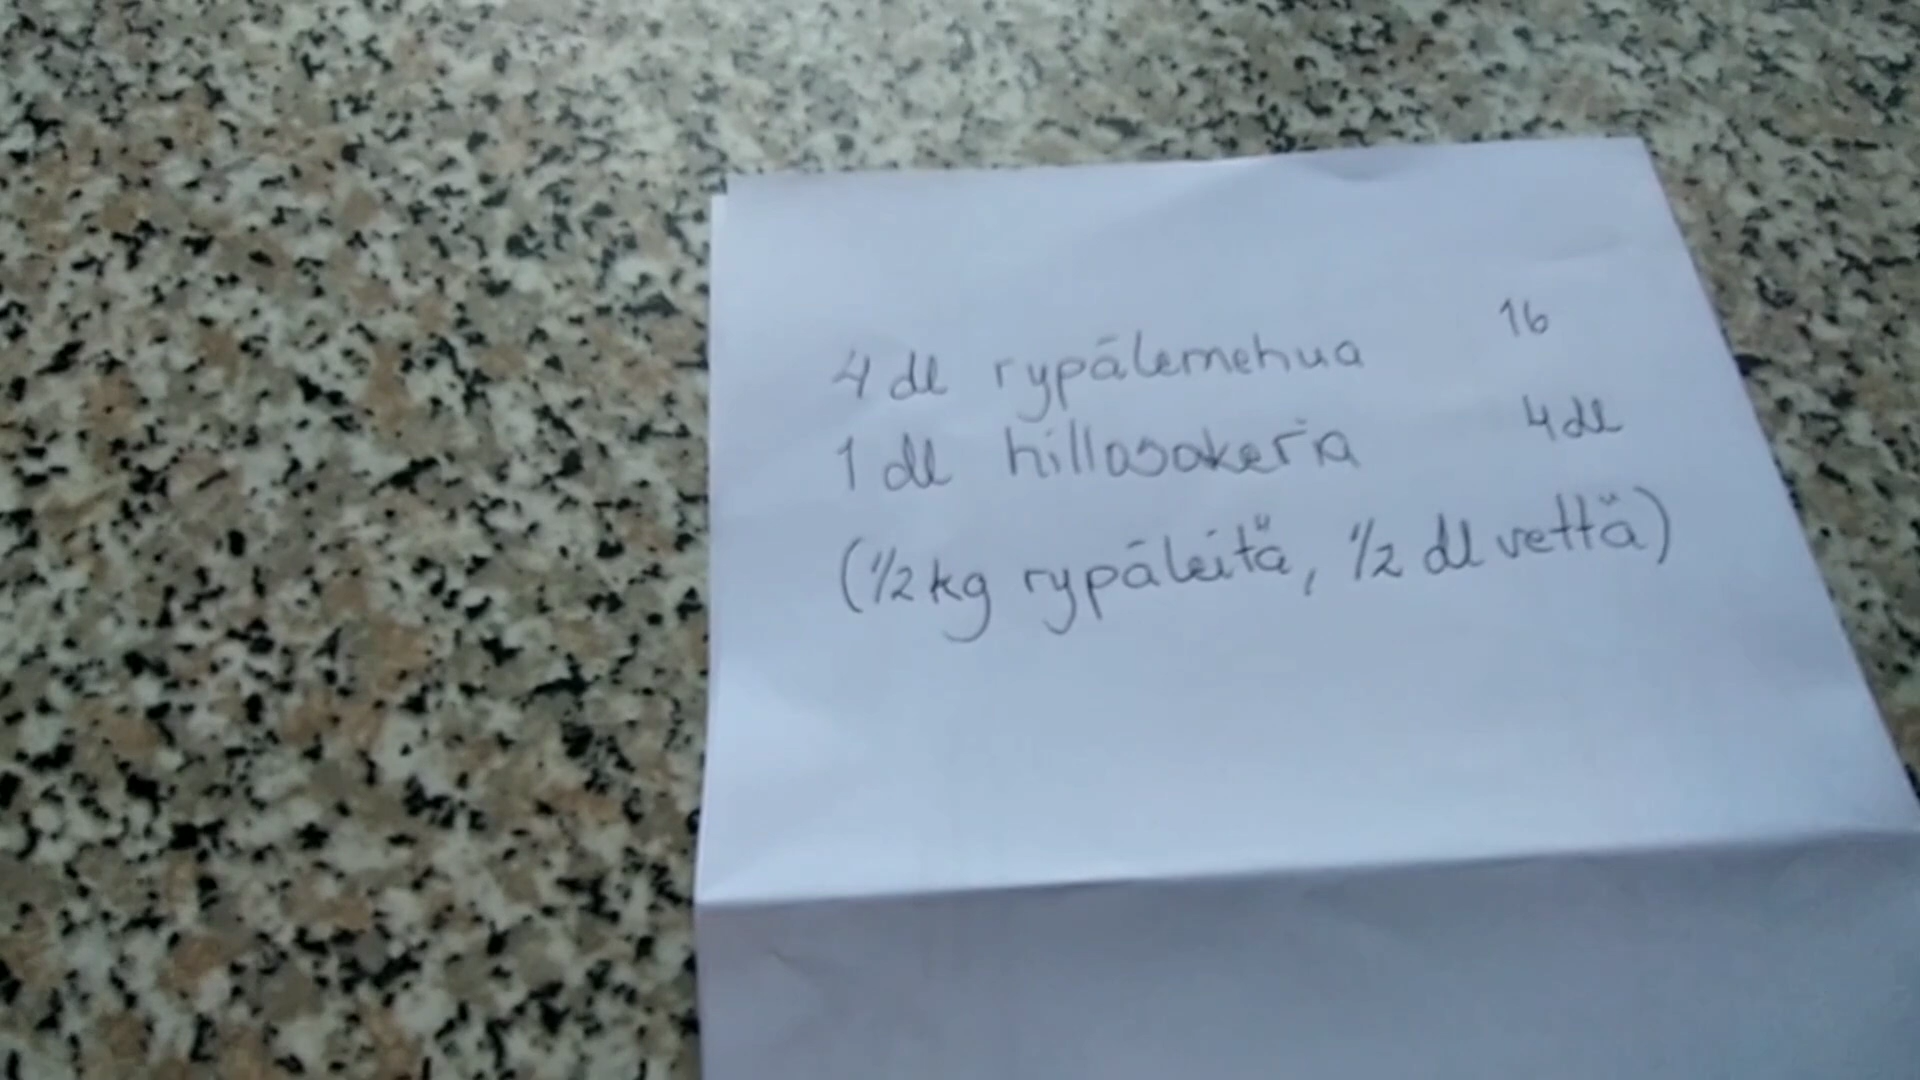 4 dl rypälemehua 16
1 dl hillosokeria 4 dl
(1/2 kg rypäleitä, 1/2 dl vettä)